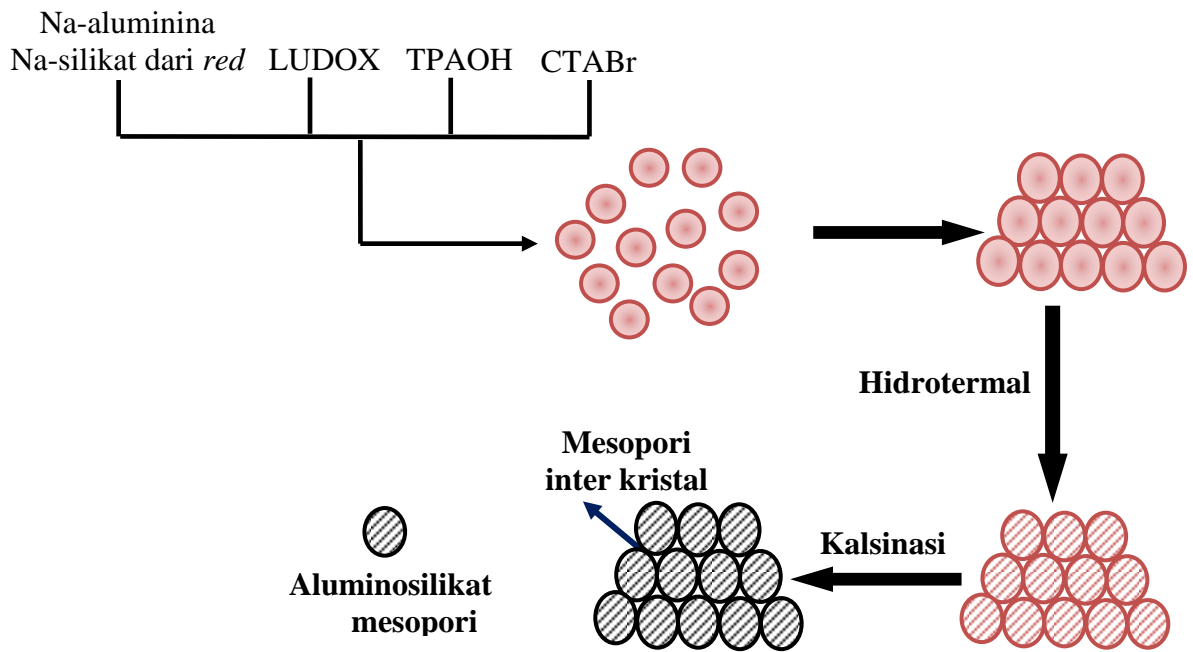 Na-aluminina
Na-silikat dari red LUDOX TPAOH CTABr
Hidrotermal
Mesopori
inter kristal
Kalsinasi
Aluminosilikat
mesopori